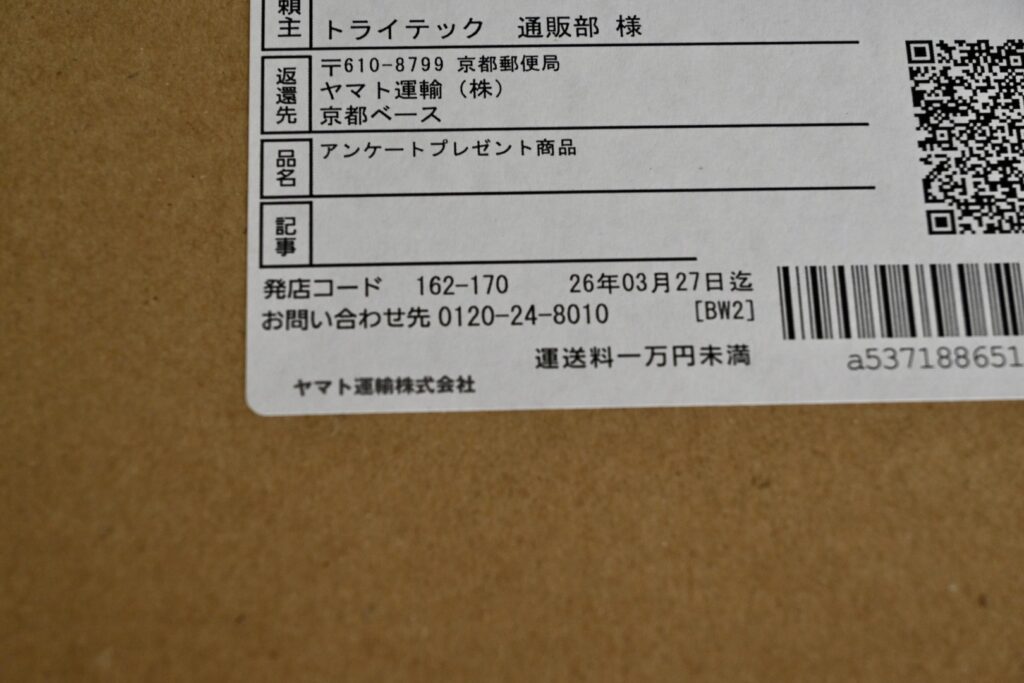 頼主
トライテック 通販部 様
返還先
〒610-8799 京都郵便局
ヤマト運輸（株）
京都ベース
品名
アンケートプレゼント商品
記事
発店コード 162-170 26年03月27日迄
お問い合わせ先 0120-24-8010 [BW2]
運送料一万円未満
a537188651
ヤマト運輸株式会社